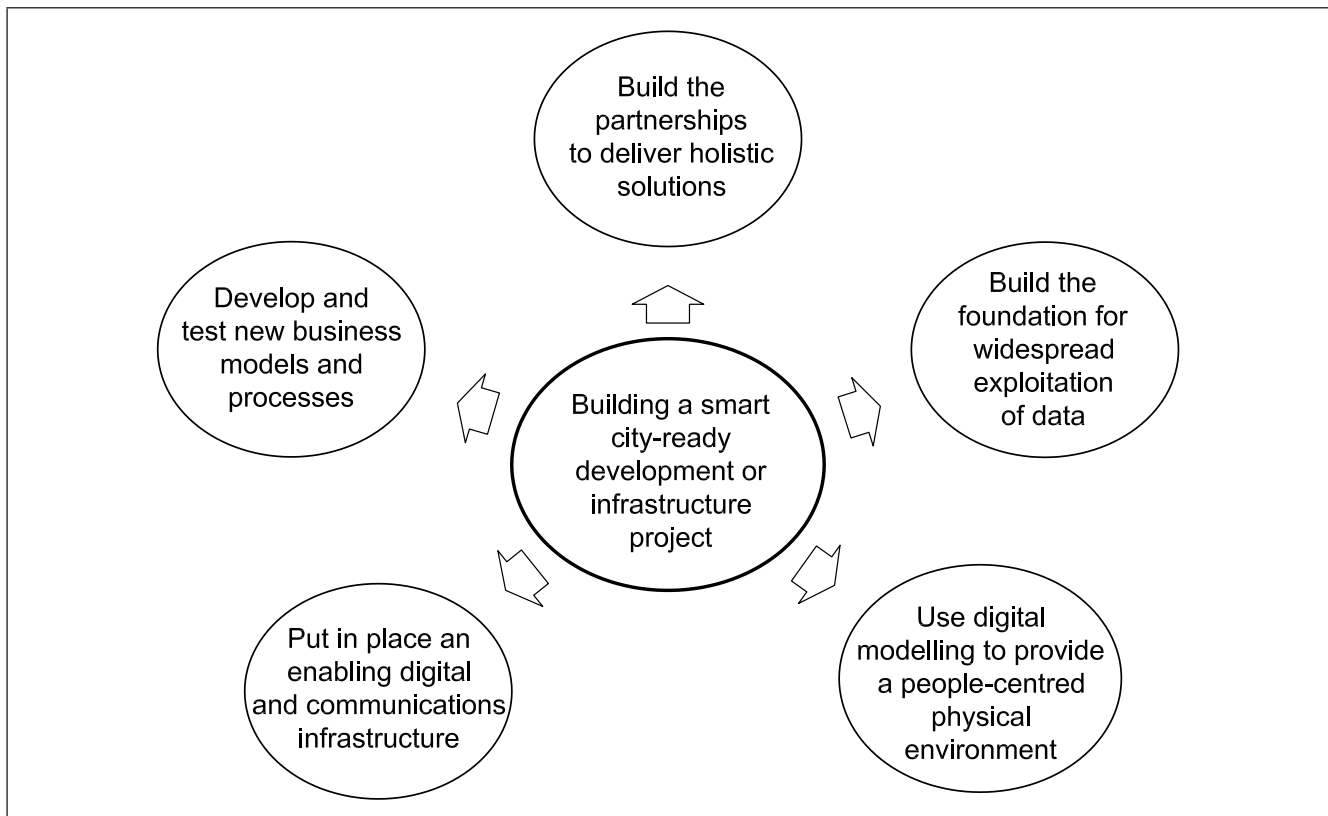 Build the
partnerships
to deliver holistic
solutions
Develop and
test new business
models and
processes
Build the
foundation for
widespread
exploitation
of data
Building a smart
city-ready
development or
infrastructure
project
Put in place an
enabling digital
and communications
infrastructure
Use digital
modelling to provide
a people-centred
physical
environment